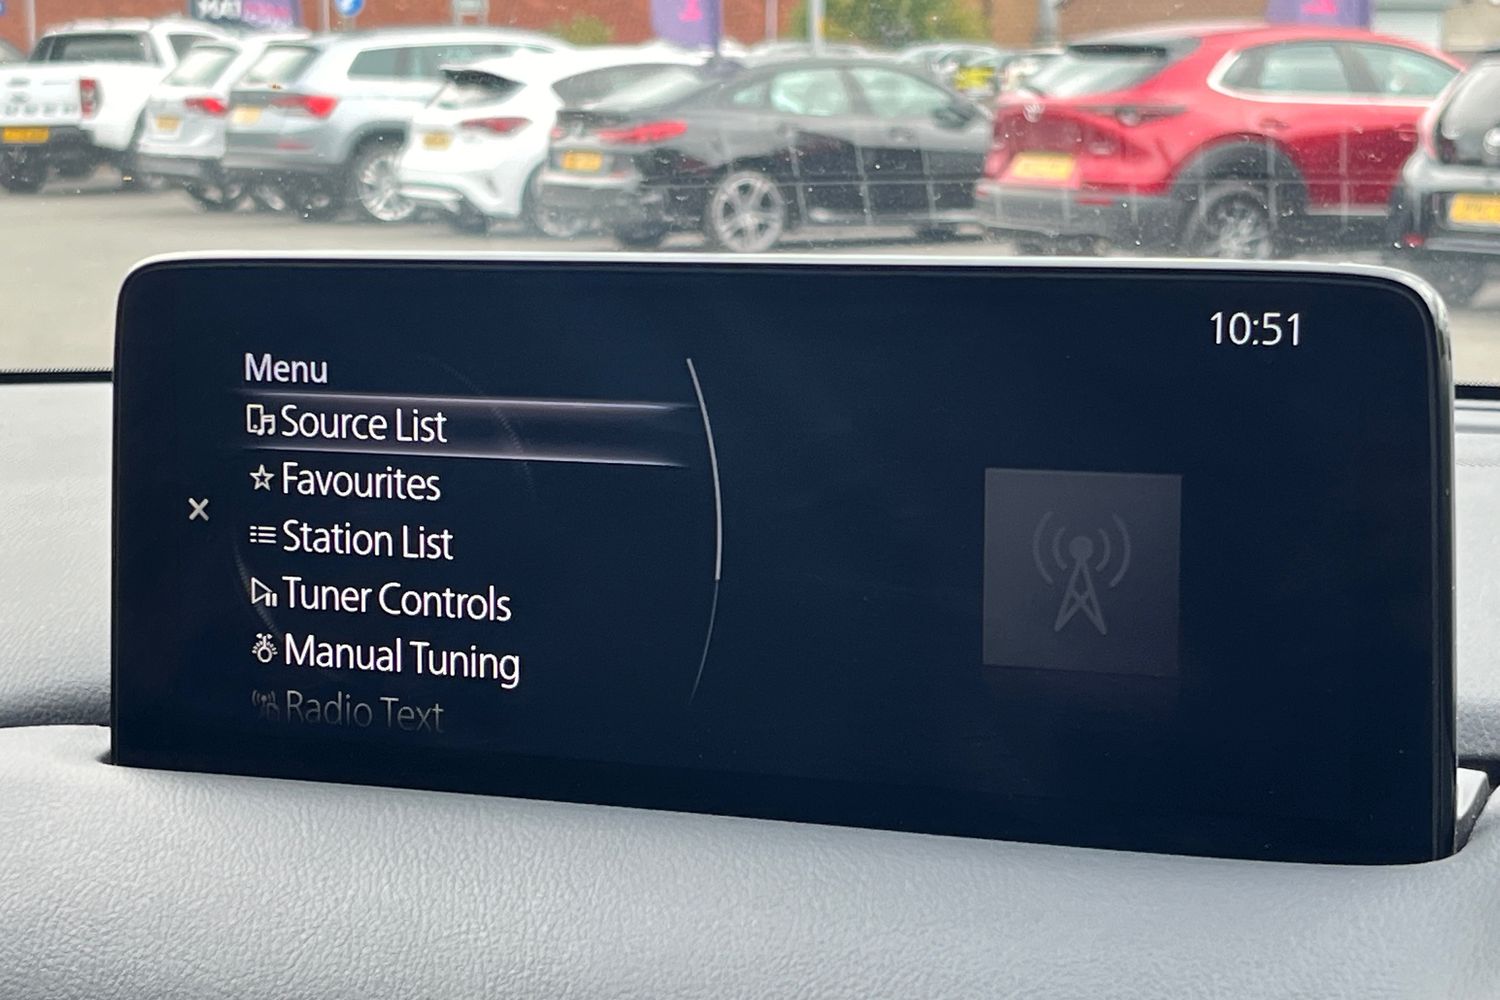 10:51
Menu
Source List
Favourites
Station List
Tuner Controls
Manual Tuning
Radio Text